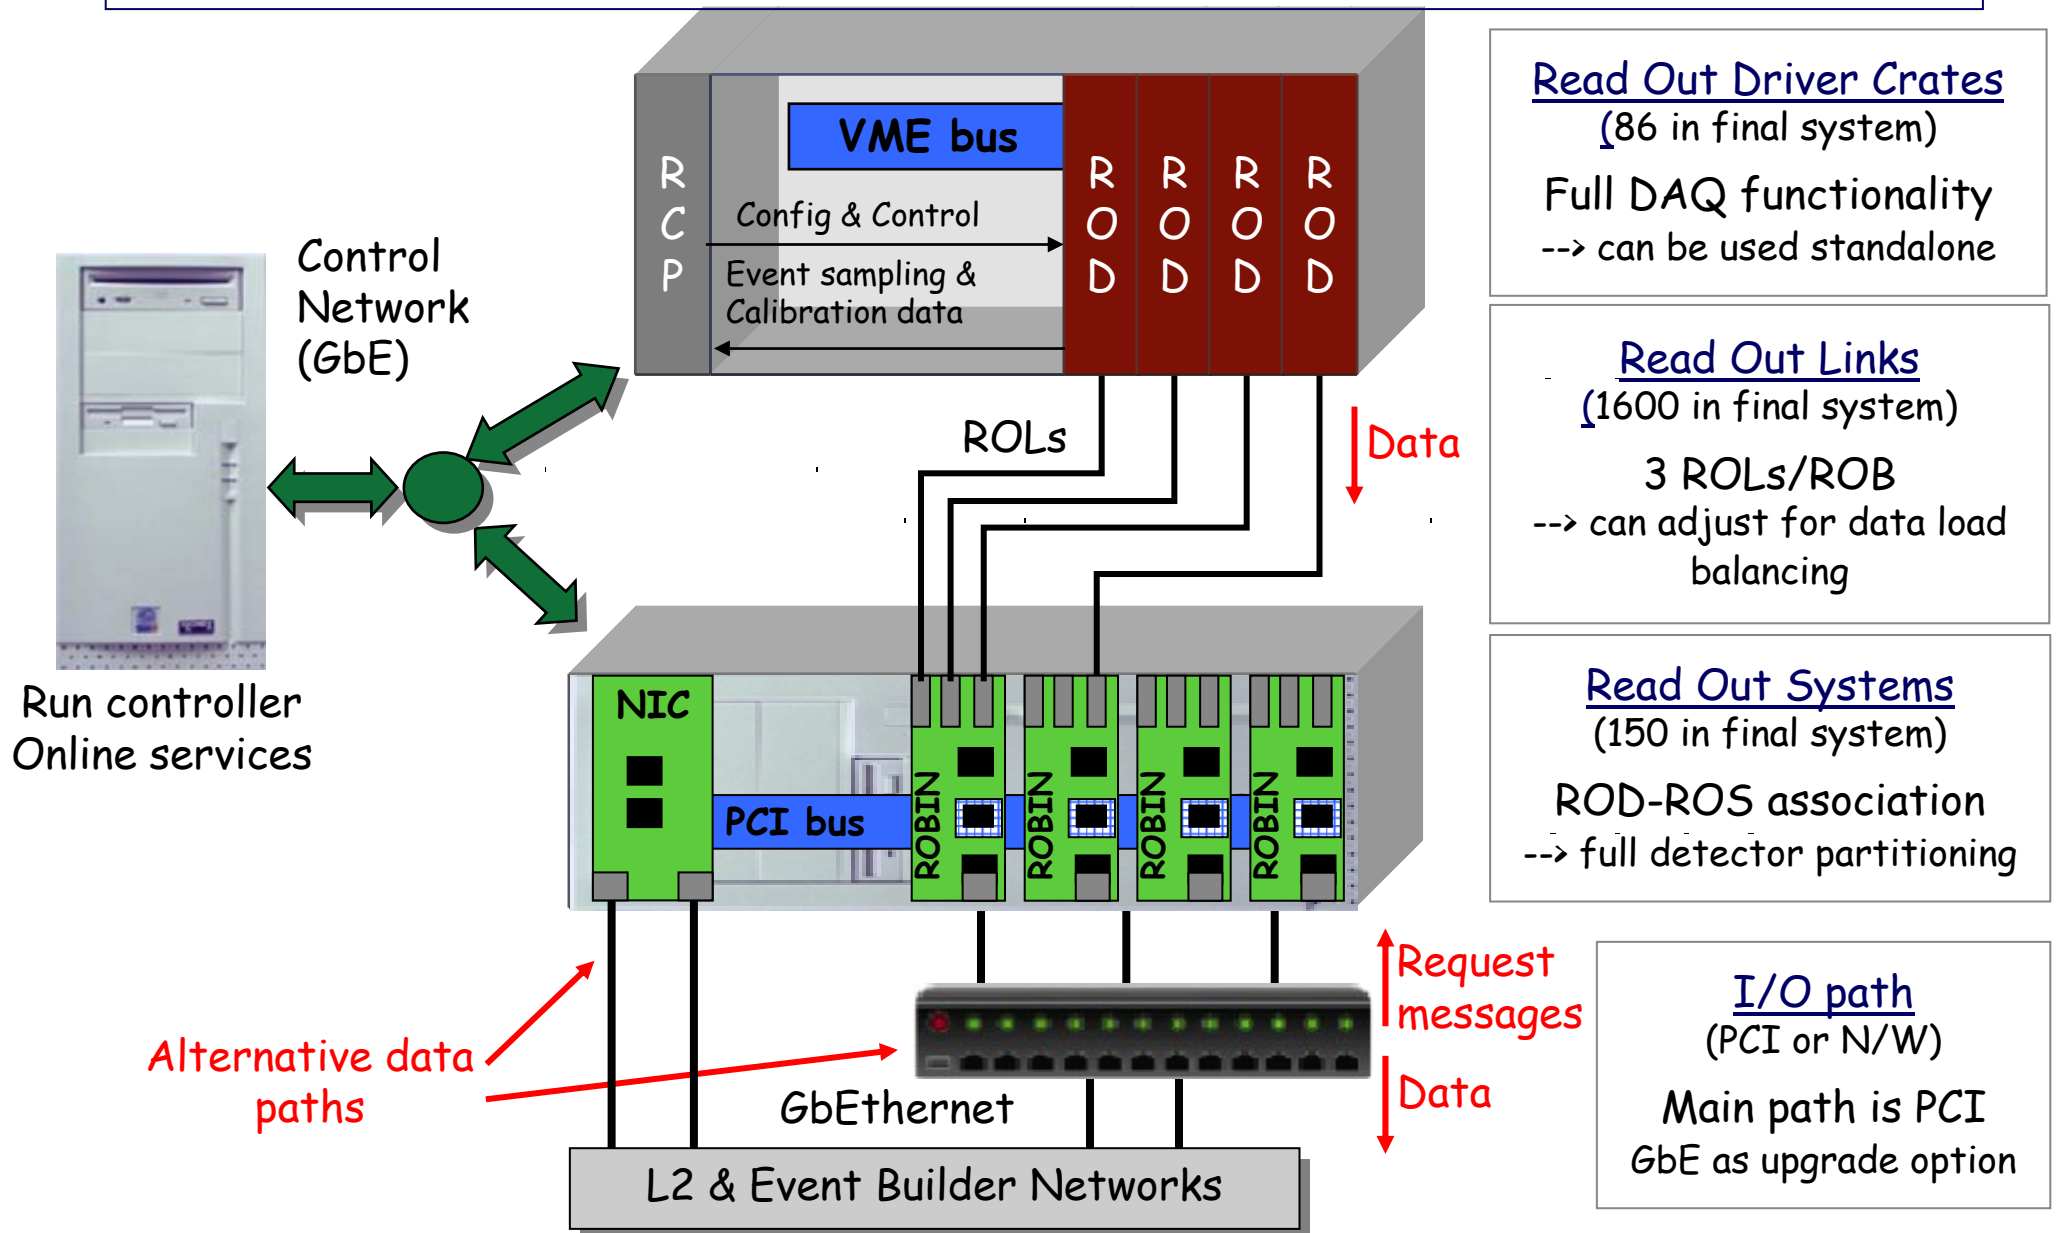 VME bus
R
C
P
R
O
D
R
O
D
R
O
D
R
O
D
Config & Control
Event sampling &
Calibration data
Control
Network
(GbE)
Run controller
Online services
ROLs
Data
NIC
PCI bus
ROBIN
ROBIN
ROBIN
ROBIN
Alternative data
paths
GbEthernet
Request
messages
Data
L2 & Event Builder Networks
Read Out Driver Crates
(86 in final system)
Full DAQ functionality
--> can be used standalone
Read Out Links
(1600 in final system)
3 ROLs/ROB
--> can adjust for data load
balancing
Read Out Systems
(150 in final system)
ROD-ROS association
--> full detector partitioning
I/O path
(PCI or N/W)
Main path is PCI
GbE as upgrade option